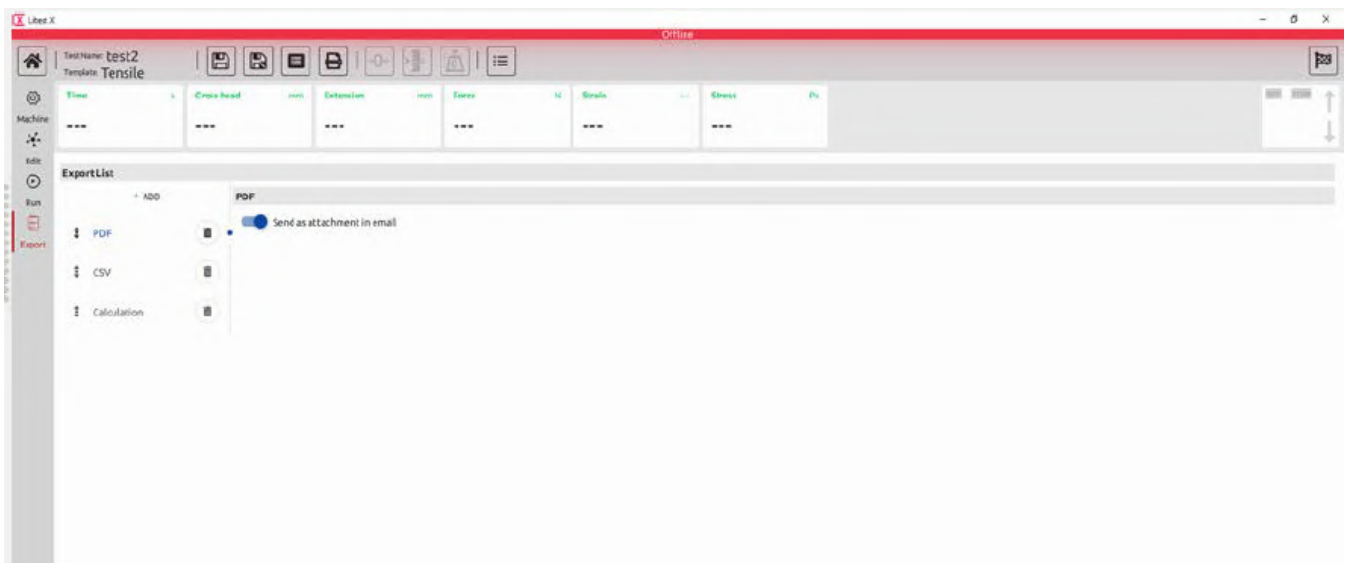 Libex X
Offline
Test Name: test2
Template: Tensile
Time s
Cross head mm
Extension mm
Force N
Strain
Stress Pa
---
---
---
---
---
---
Machine
Edit
Run
Export
Export List
+ ADD
PDF
Send as attachment in email
PDF
CSV
Calculation